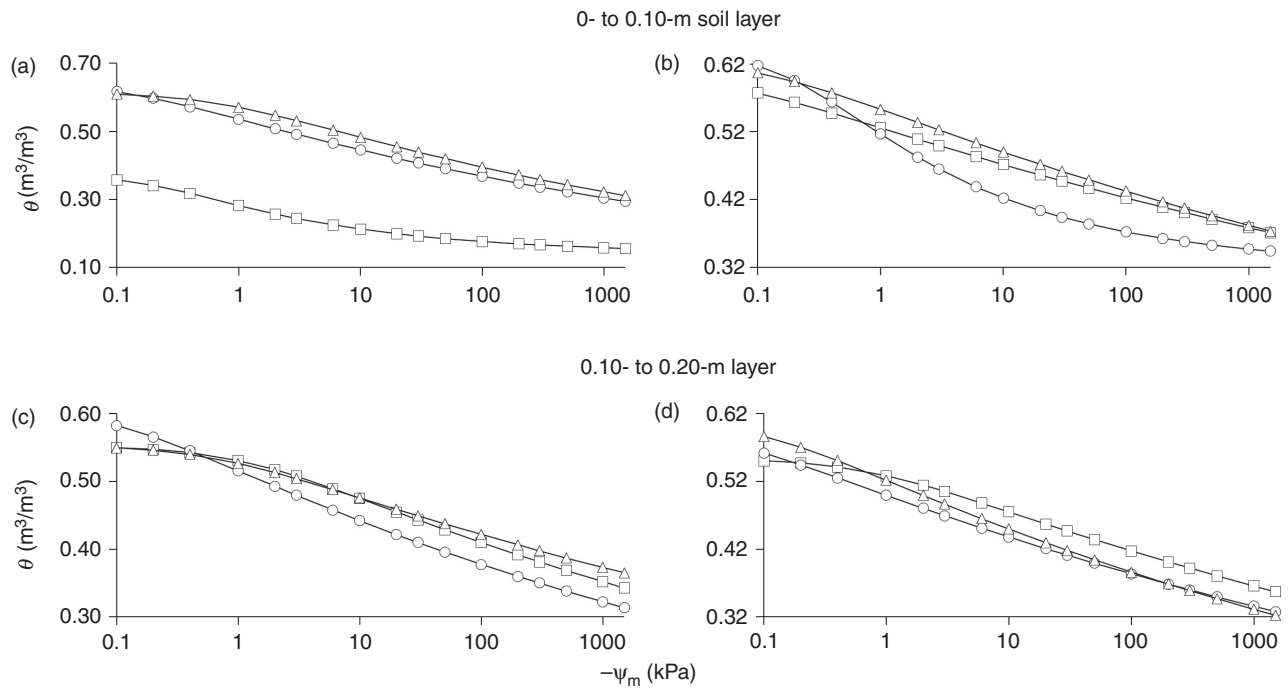 0- to 0.10-m soil layer
(a)
θ (m³/m³)
0.70
0.50
0.30
0.10
0.1 1 10 100 1000
(b)
0.62
0.52
0.42
0.32
0.1 1 10 100 1000
0.10- to 0.20-m layer
(c)
θ (m³/m³)
0.60
0.50
0.40
0.30
0.1 1 10 100 1000
(d)
0.62
0.52
0.42
0.32
0.1 1 10 100 1000
−ψm (kPa)